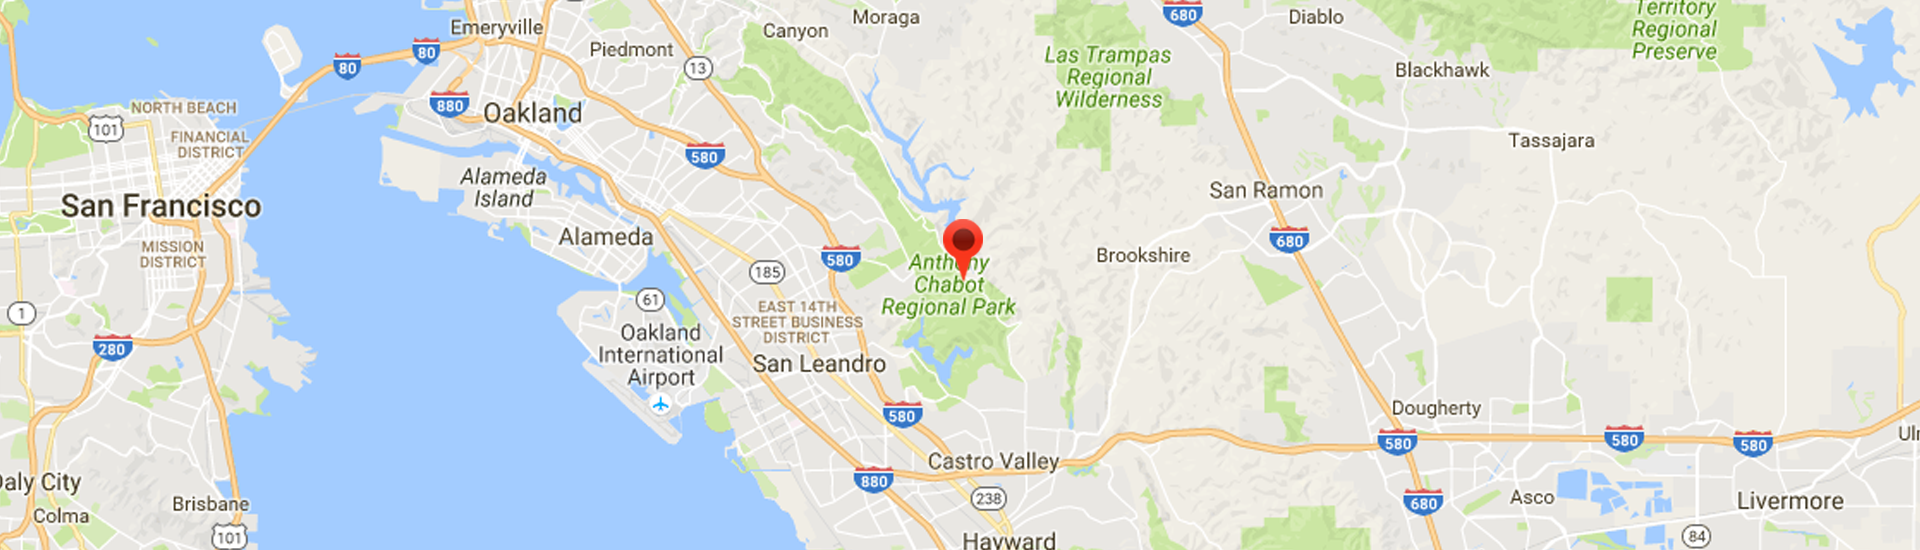 Moraga
680
Diablo
Territory
Regional
Preserve
Emeryville
Canyon
80
80
Piedmont
13
Las Trampas
Regional
Wilderness
Blackhawk
NORTH BEACH
880
Oakland
101
FINANCIAL
DISTRICT
580
Tassajara
Alameda
Island
San Ramon
San Francisco
MISSION
DISTRICT
Alameda
580
680
Brookshire
185
Anthony
Chabot
Regional Park
61
1
EAST 14TH
STREET BUSINESS
DISTRICT
Oakland
International
Airport
280
San Leandro
580
Dougherty
580
580
580
Castro Valley
880
238
680
Asco
Livermore
Daly City
Colma
Brisbane
101
84
Hayward